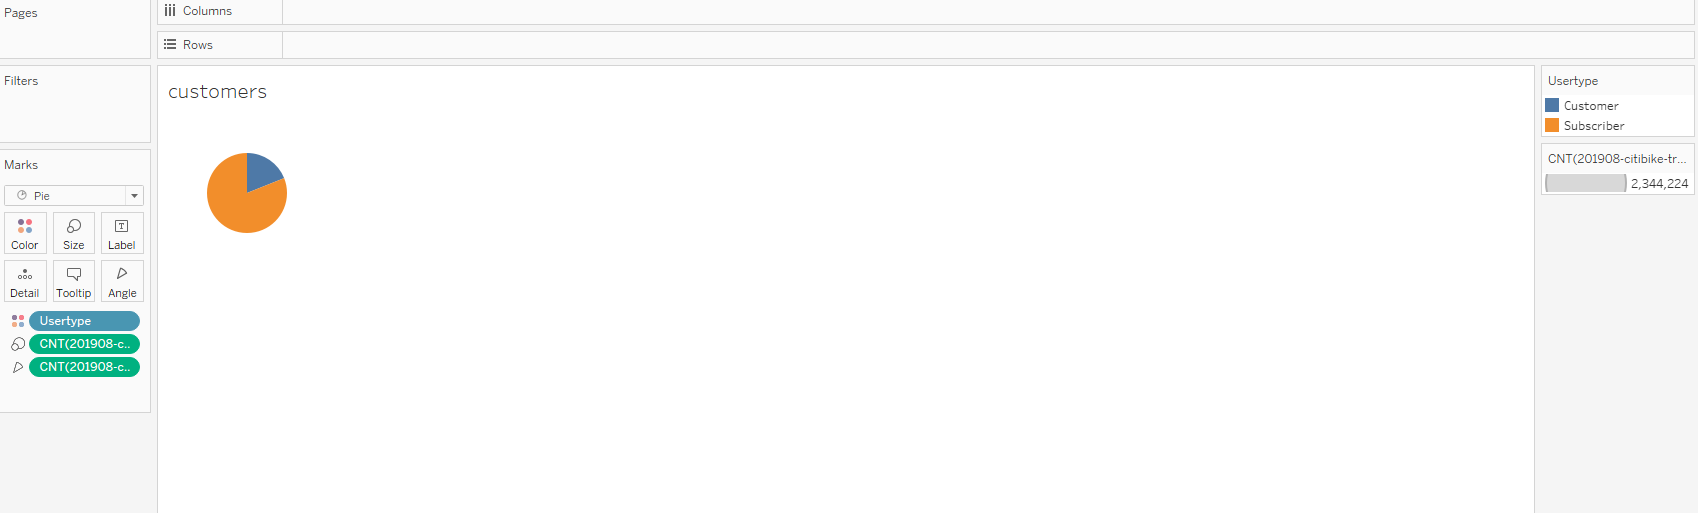 Pages
Columns
Rows
Filters
customers
Usertype
Customer
Subscriber
CNT(201908-citibike-tr...
2,344,224
Marks
Pie
Color Size Label
Detail Tooltip Angle
Usertype
CNT(201908-c..
CNT(201908-c..